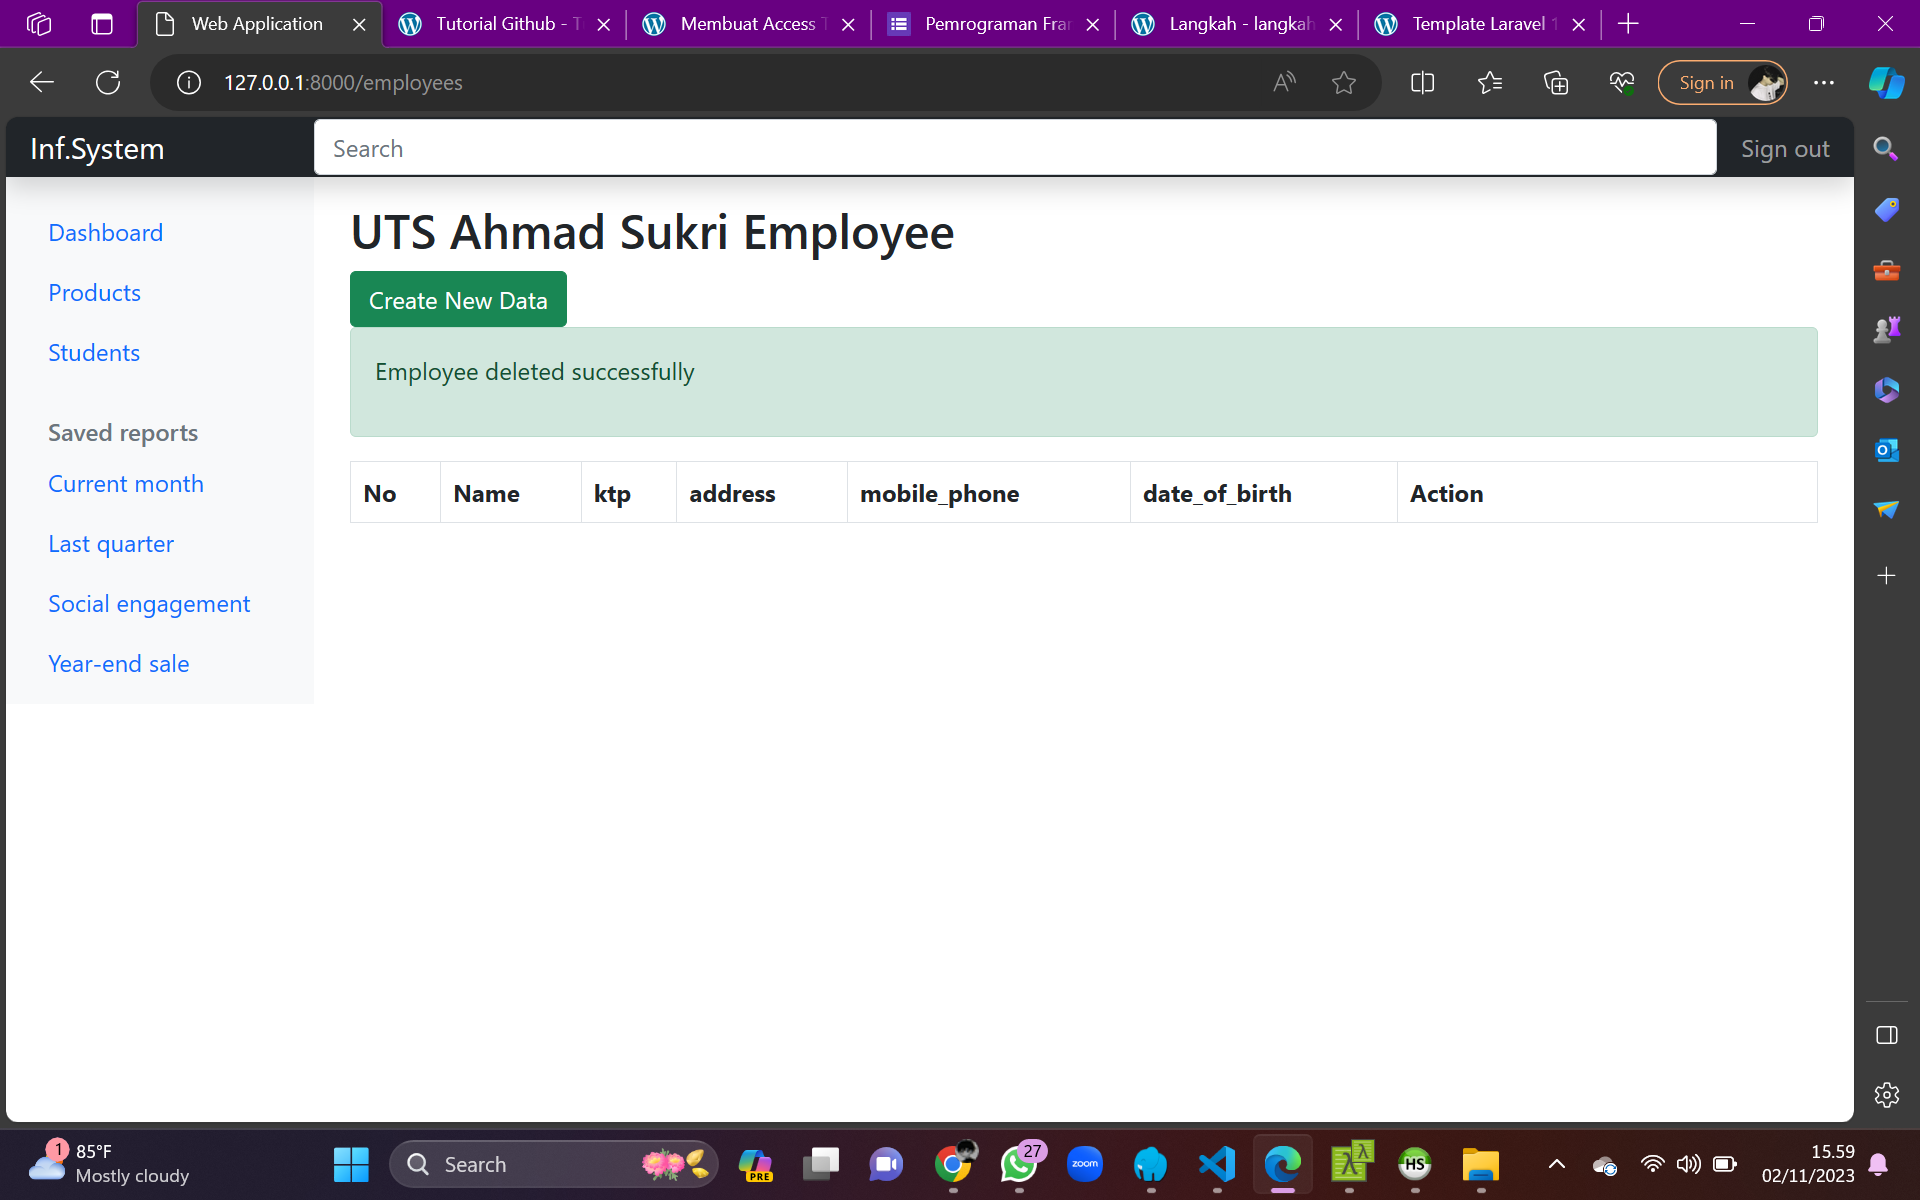 Web Application
Tutorial Github - T
Membuat Access T
Pemrograman Fra
Langkah - langkah
Template Laravel 1
127.0.0.1:8000/employees
Sign in
Inf.System
Search
Sign out
Dashboard
Products
Students
Saved reports
Current month
Last quarter
Social engagement
Year-end sale
UTS Ahmad Sukri Employee
Create New Data
Employee deleted successfully
No Name ktp address mobile_phone date_of_birth Action
1
85°F
Mostly cloudy
Search
PRE
27
zoom
HS
15.59
02/11/2023